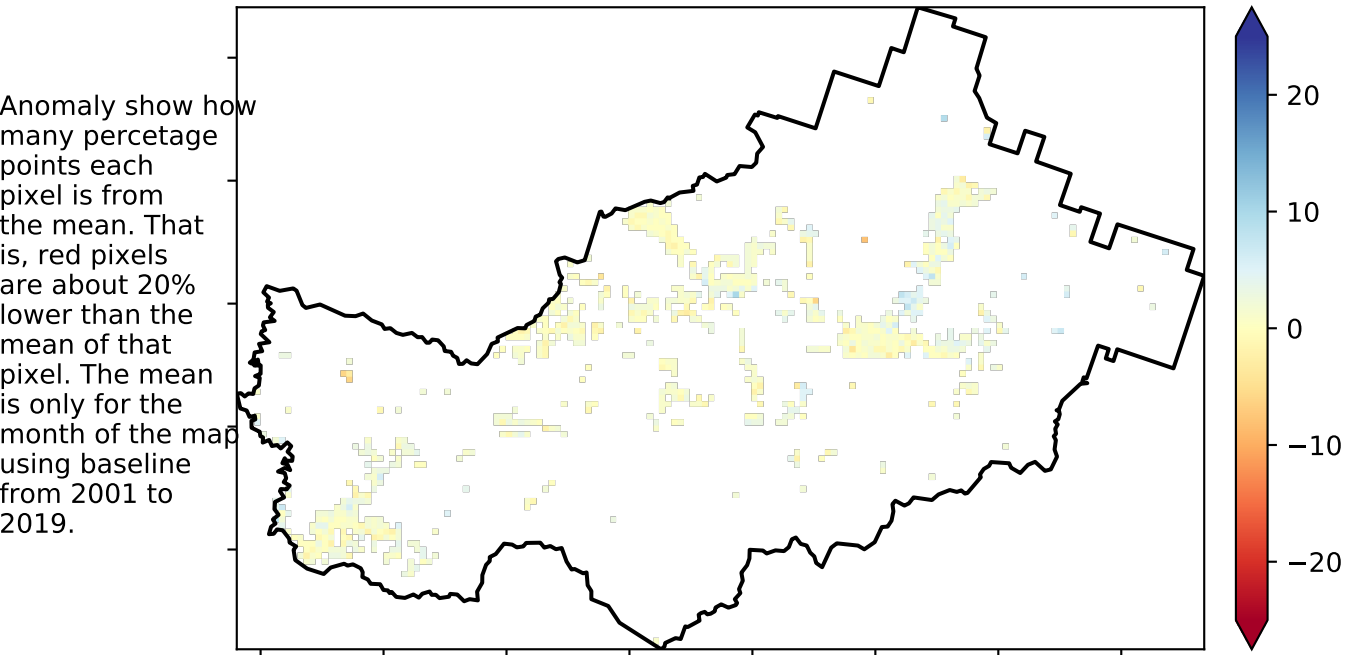 Anomaly show how
many percetage
points each
pixel is from
the mean. That
is, red pixels
are about 20%
lower than the
mean of that
pixel. The mean
is only for the
month of the map
using baseline
from 2001 to
2019.
20
10
0
−10
−20